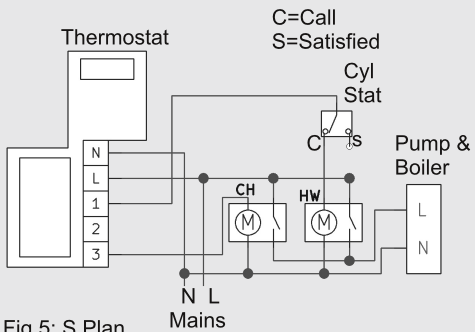 C=Call
S=Satisfied
Thermostat
Cyl
Stat
C
S
Pump &
Boiler
N
L
1
2
3
CH
M
HW
M
L
N
N L
Mains
Fig 5: S Plan